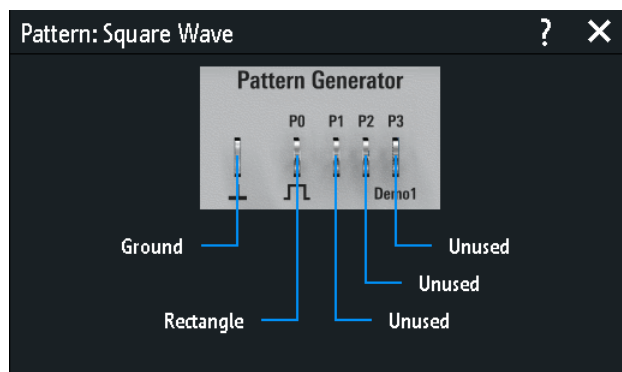 Pattern: Square Wave ? ×
Pattern Generator
P0 P1 P2 P3
Demo1
Ground Unused
Unused
Rectangle Unused